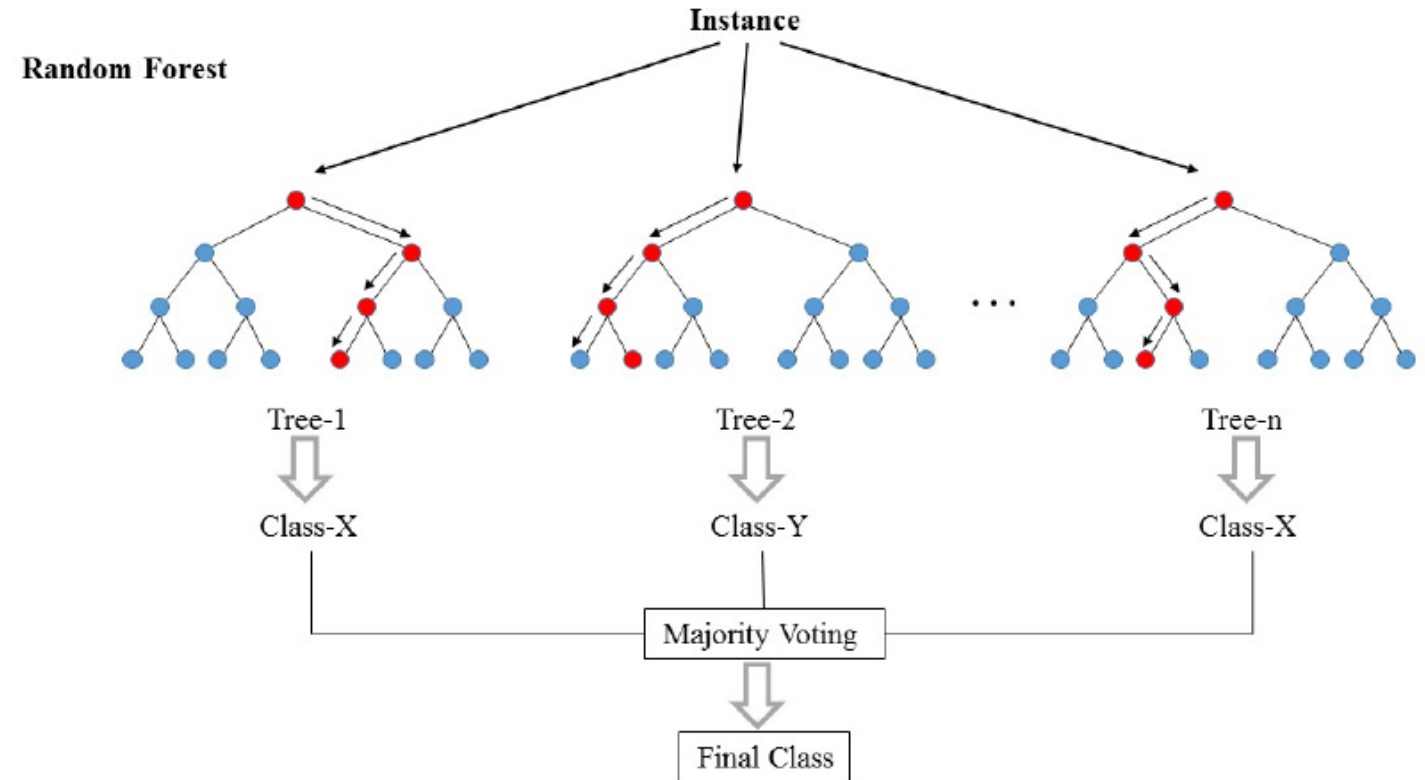 Instance
Random Forest
...
Tree-1 Tree-2 Tree-n
Class-X Class-Y Class-X
Majority Voting
Final Class